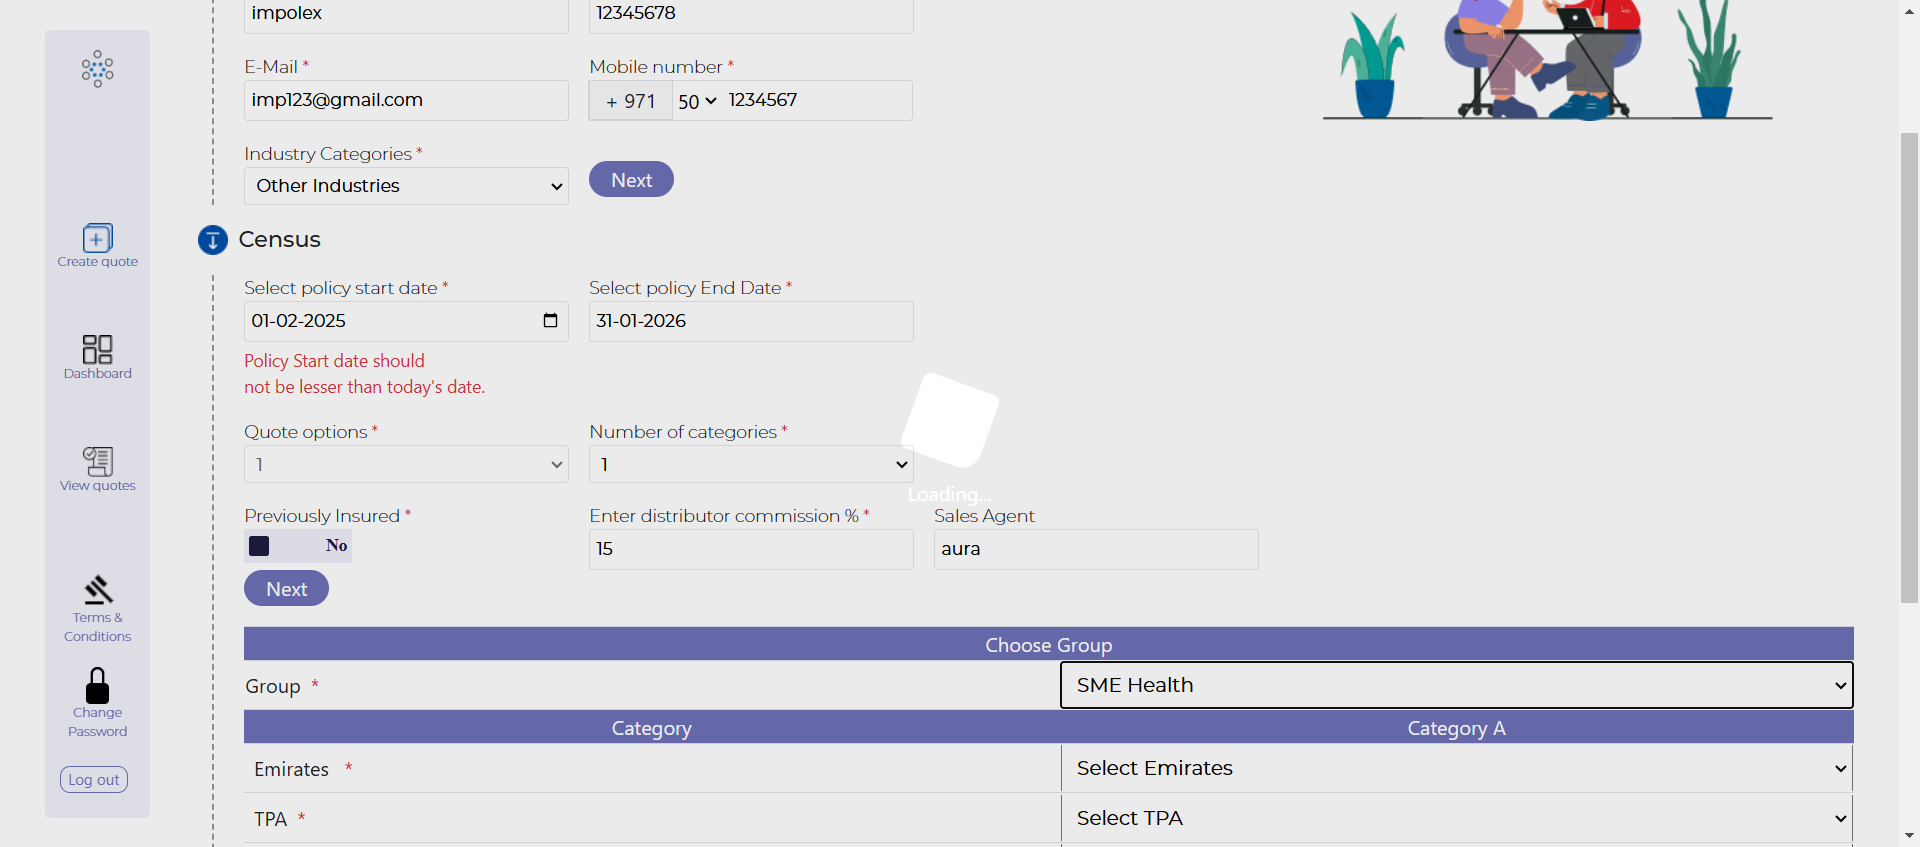 impolex
12345678
E-Mail *
Mobile number *
imp123@gmail.com
+ 971
50
1234567
Industry Categories *
Other Industries
Next
Census
Select policy start date *
Select policy End Date *
01-02-2025
31-01-2026
Policy Start date should
not be lesser than today's date.
Quote options *
Number of categories *
1
1
Loading...
Previously Insured *
Enter distributor commission % *
Sales Agent
No
15
aura
Next
Choose Group
Group *
SME Health
Category
Category A
Emirates *
Select Emirates
TPA *
Select TPA
Create quote
Dashboard
View quotes
Terms &
Conditions
Change
Password
Log out